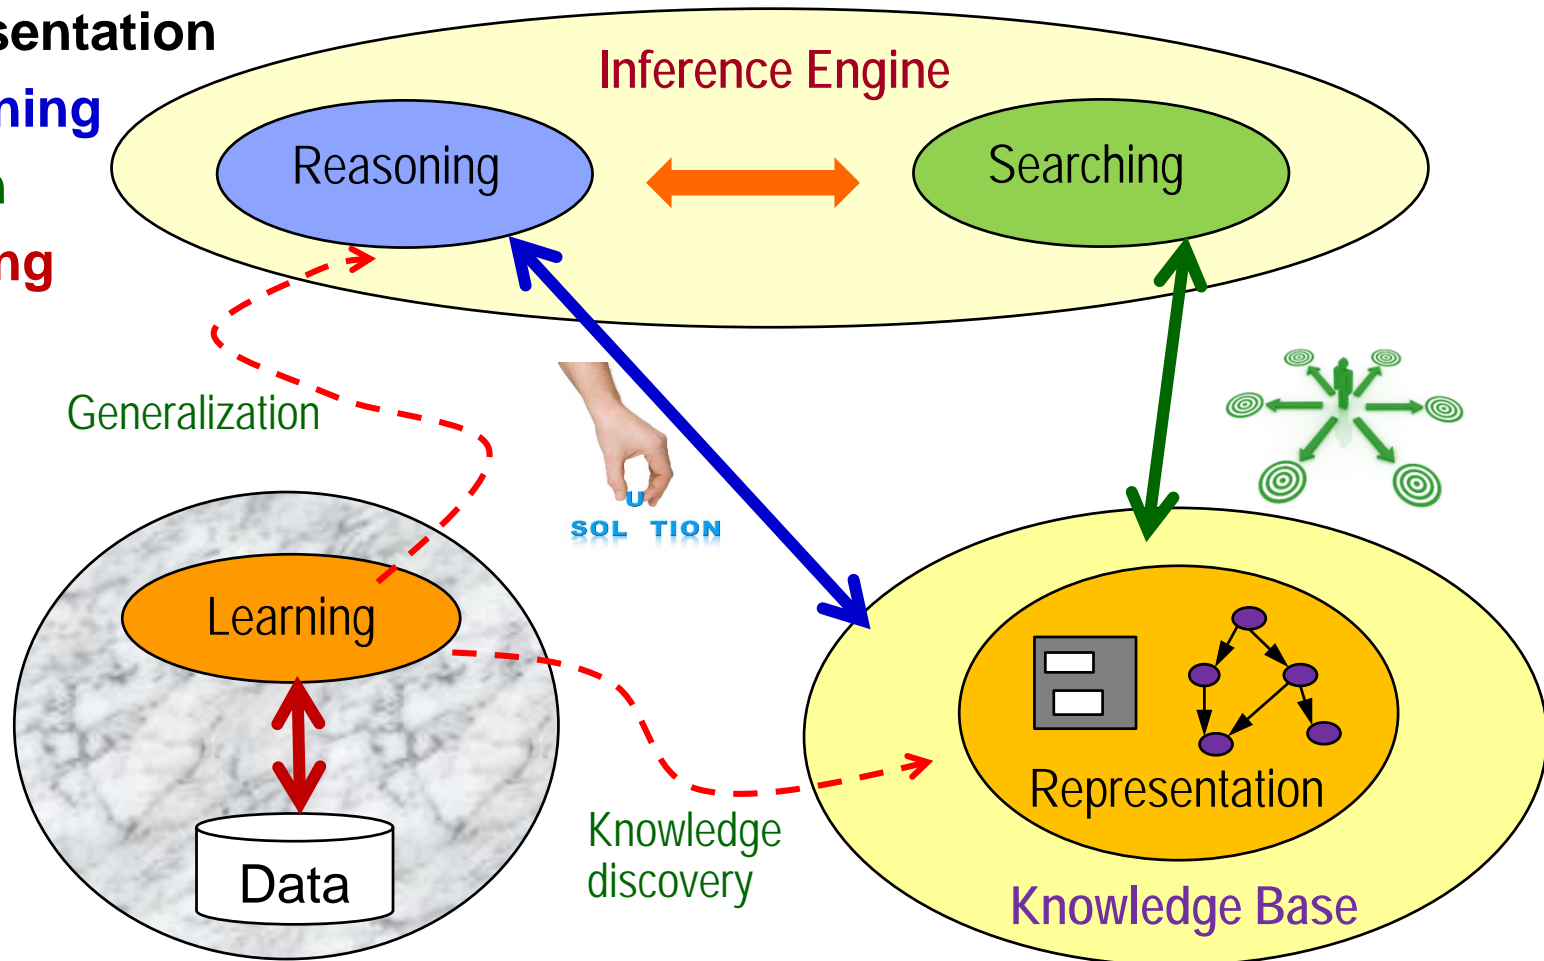 sentation
Inference Engine
ning
Reasoning
Searching
ng
Generalization
U
SOL TION
Learning
Representation
Knowledge
discovery
Data
Knowledge Base